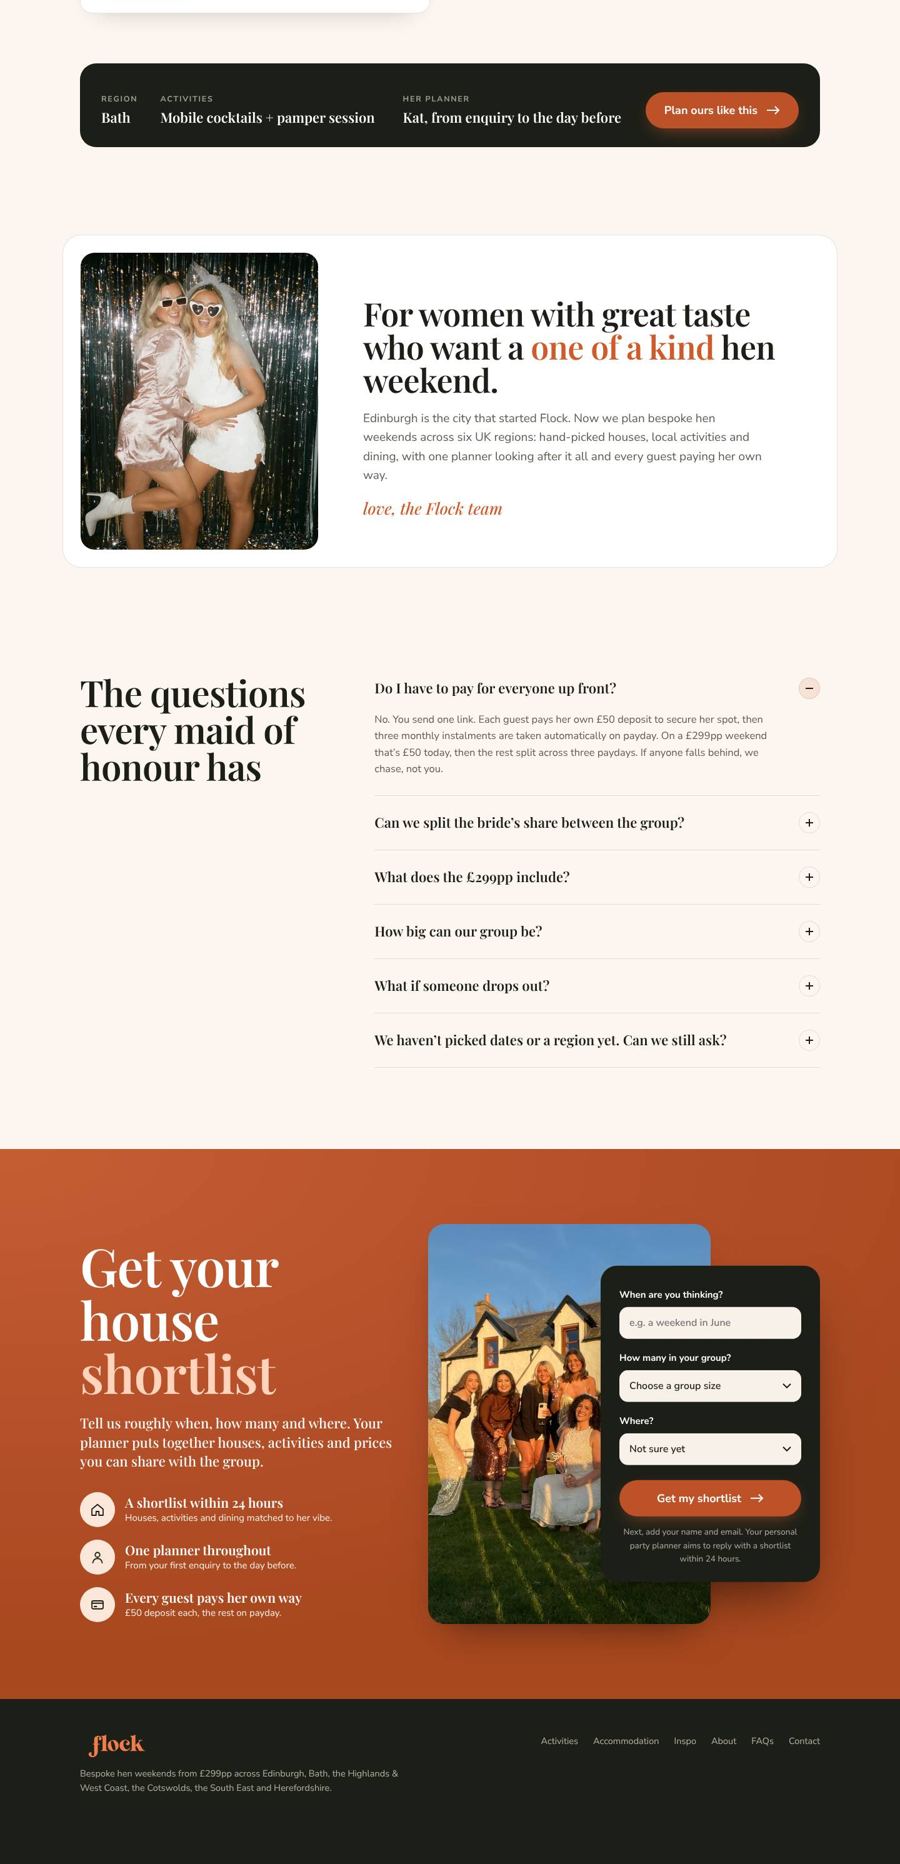 REGION
Bath
ACTIVITIES
Mobile cocktails + pamper session
HER PLANNER
Kat, from enquiry to the day before
Plan ours like this
For women with great taste
who want a one of a kind hen
weekend.
Edinburgh is the city that started Flock. Now we plan bespoke hen
weekends across six UK regions: hand-picked houses, local activities and
dining, with one planner looking after it all and every guest paying her own
way.
love, the Flock team
The questions
every maid of
honour has
Do I have to pay for everyone up front?
No. You send one link. Each guest pays her own £50 deposit to secure her spot, then
three monthly instalments are taken automatically on payday. On a £299pp weekend
that’s £50 today, then the rest split across three paydays. If anyone falls behind, we
chase, not you.
Can we split the bride’s share between the group?
What does the £299pp include?
How big can our group be?
What if someone drops out?
We haven’t picked dates or a region yet. Can we still ask?
Get your
house
shortlist
Tell us roughly when, how many and where. Your
planner puts together houses, activities and prices
you can share with the group.
A shortlist within 24 hours
Houses, activities and dining matched to her vibe.
One planner throughout
From your first enquiry to the day before.
Every guest pays her own way
£50 deposit each, the rest on payday.
When are you thinking?
e.g. a weekend in June
How many in your group?
Choose a group size
Where?
Not sure yet
Get my shortlist
Next, add your name and email. Your personal
party planner aims to reply with a shortlist
within 24 hours.
flock
Bespoke hen weekends from £299pp across Edinburgh, Bath, the Highlands &
West Coast, the Cotswolds, the South East and Herefordshire.
Activities
Accommodation
Inspo
About
FAQs
Contact